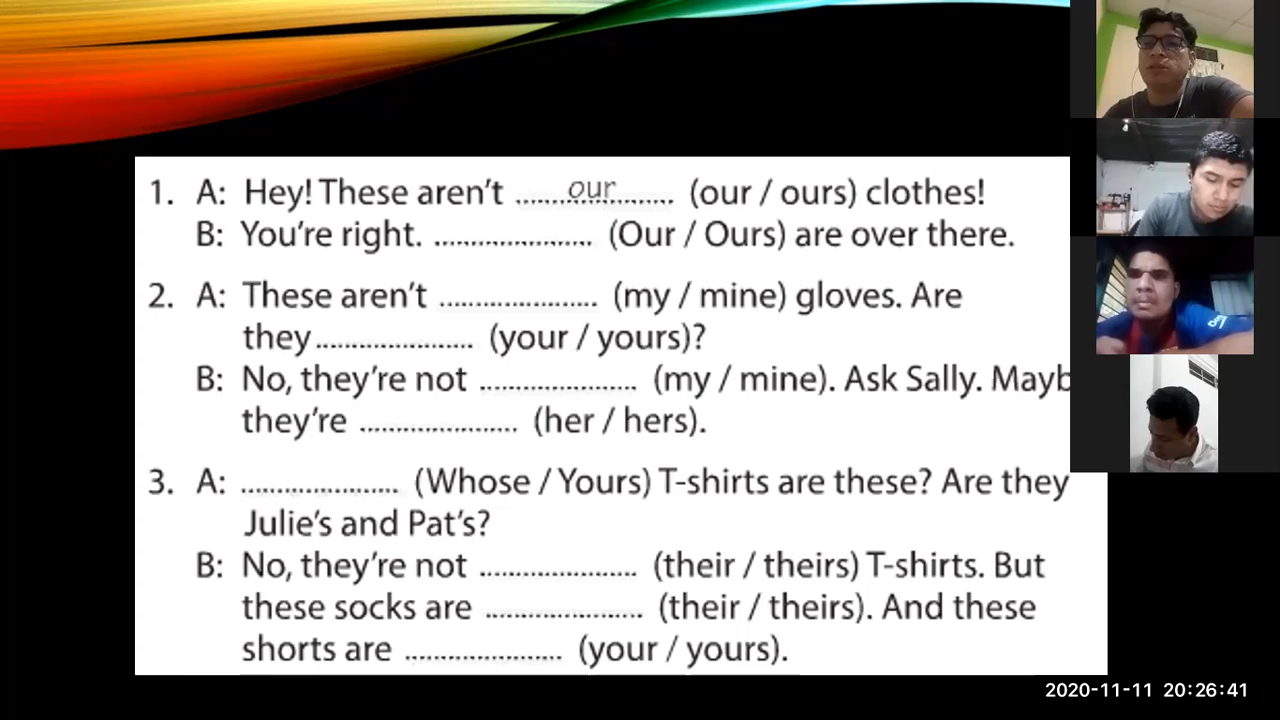 1. A: Hey! These aren't ....our.... (our / ours) clothes!
B: You're right. .................... (Our / Ours) are over there.
2. A: These aren't .................... (my / mine) gloves. Are
they .................... (your / yours)?
B: No, they're not .................... (my / mine). Ask Sally. Mayb
they're .................... (her / hers).
3. A: .................... (Whose / Yours) T-shirts are these? Are they
Julie's and Pat's?
B: No, they're not .................... (their / theirs) T-shirts. But
these socks are .................... (their / theirs). And these
shorts are .................... (your / yours).
2020-11-11 20:26:41